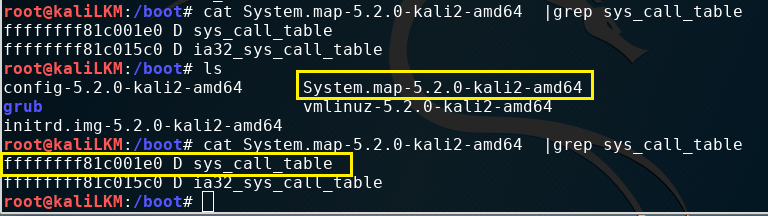 root@kaliLKM:/boot# cat System.map-5.2.0-kali2-amd64  |grep sys_call_table
ffffffff81c001e0 D sys_call_table
ffffffff81c015c0 D ia32_sys_call_table
root@kaliLKM:/boot# ls
config-5.2.0-kali2-amd64      System.map-5.2.0-kali2-amd64
grub                          vmlinuz-5.2.0-kali2-amd64
initrd.img-5.2.0-kali2-amd64
root@kaliLKM:/boot# cat System.map-5.2.0-kali2-amd64  |grep sys_call_table
ffffffff81c001e0 D sys_call_table
ffffffff81c015c0 D ia32_sys_call_table
root@kaliLKM:/boot#